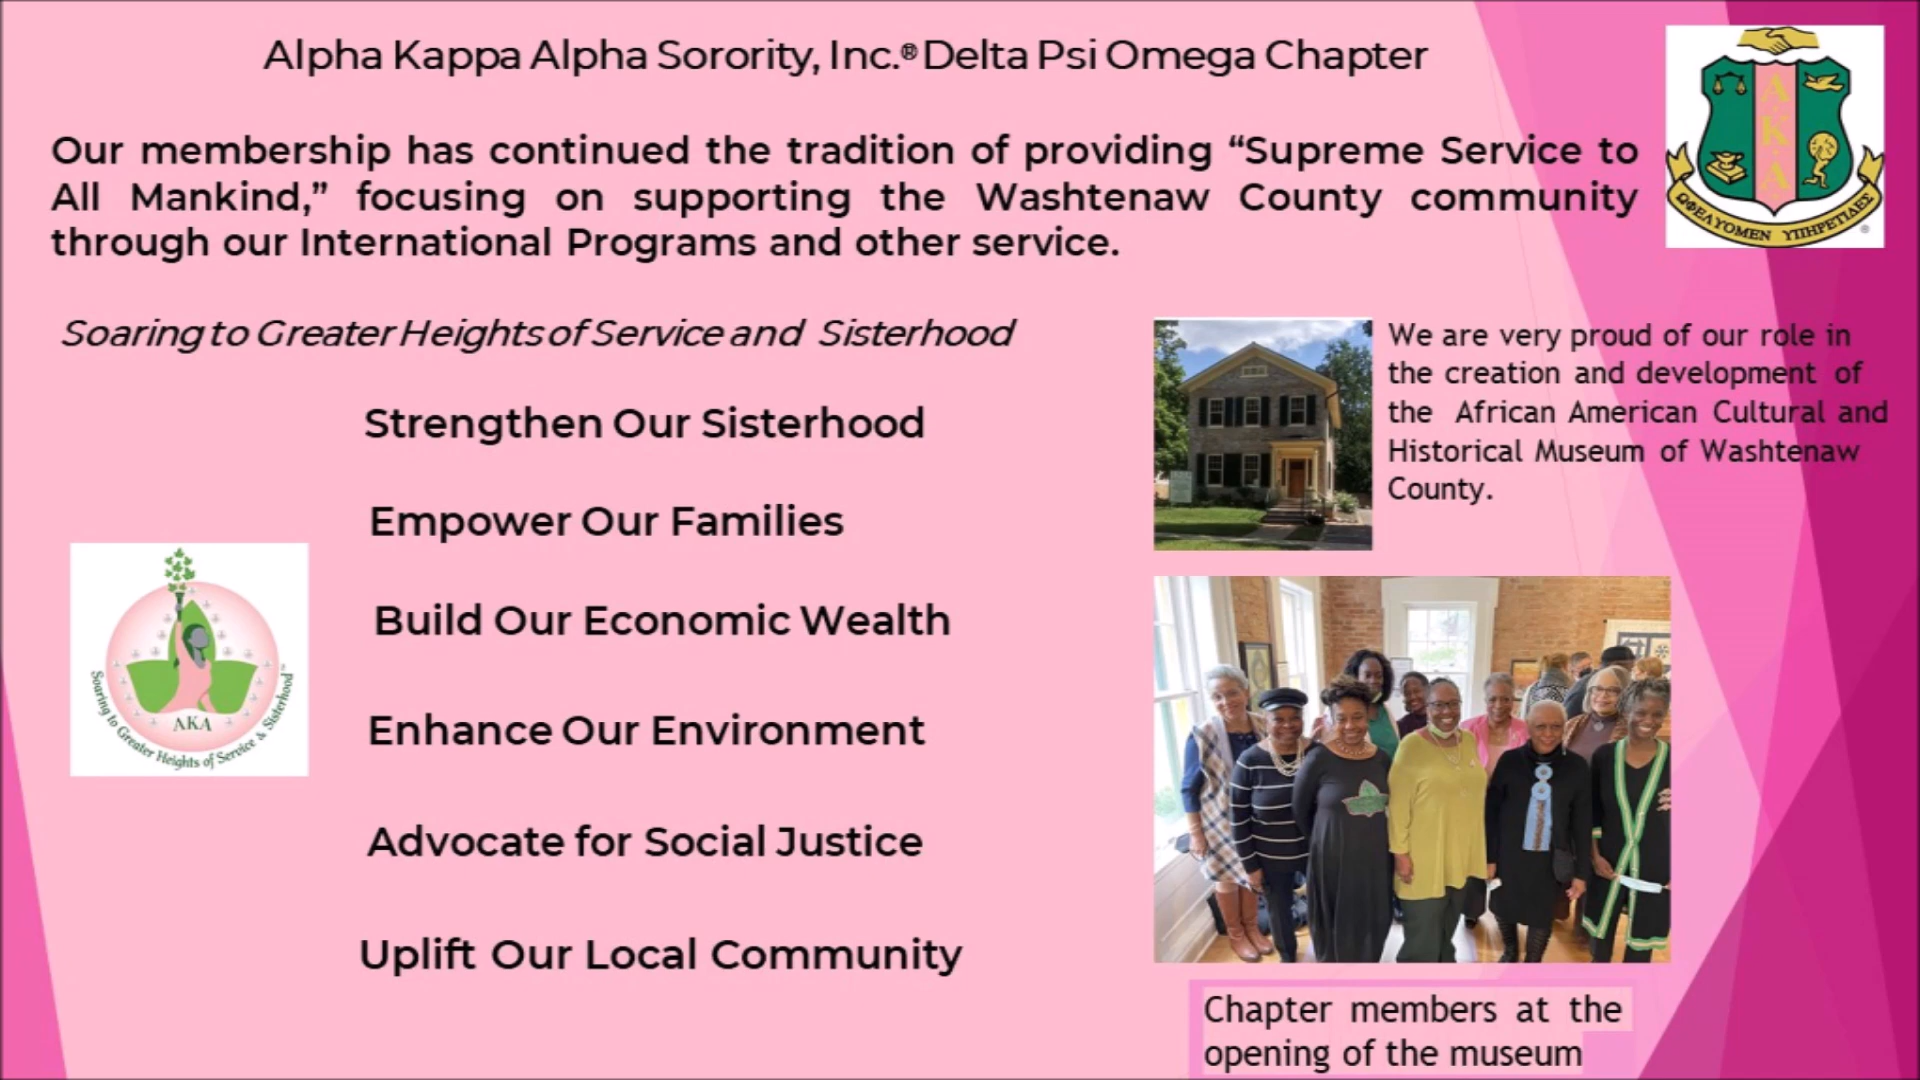 Alpha Kappa Alpha Sorority, Inc.® Delta Psi Omega Chapter
Our membership has continued the tradition of providing “Supreme Service to
All Mankind,” focusing on supporting the Washtenaw County community
through our International Programs and other service.
Soaring to Greater Heights of Service and Sisterhood
Strengthen Our Sisterhood
Empower Our Families
Build Our Economic Wealth
Enhance Our Environment
Advocate for Social Justice
Uplift Our Local Community
AKA
Soaring to Greater Heights of Service & Sisterhood™
ΑΚΑ
ΩΦΕΛΥΟΜΕΝ ΥΠΗΡΕΤΙΔΕΣ ®
We are very proud of our role in
the creation and development of
the African American Cultural and
Historical Museum of Washtenaw
County.
Chapter members at the
opening of the museum